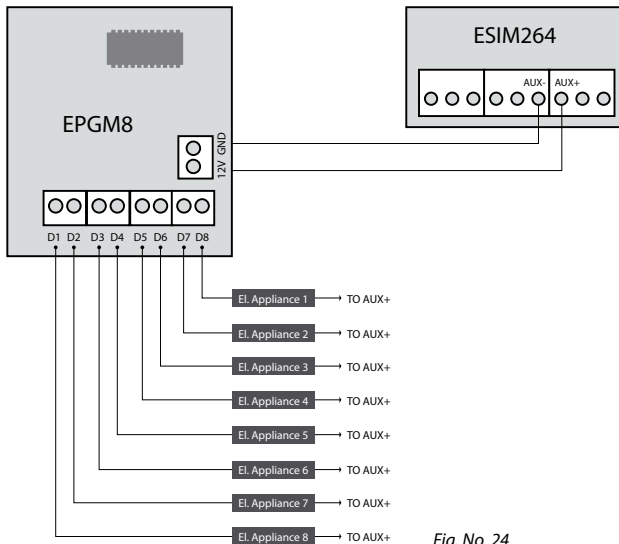 ESIM264
AUX- AUX+
EPGM8
12V GND
D1 D2 D3 D4 D5 D6 D7 D8
El. Appliance 1 TO AUX+
El. Appliance 2 TO AUX+
El. Appliance 3 TO AUX+
El. Appliance 4 TO AUX+
El. Appliance 5 TO AUX+
El. Appliance 6 TO AUX+
El. Appliance 7 TO AUX+
El. Appliance 8 TO AUX+
Fig. No. 24